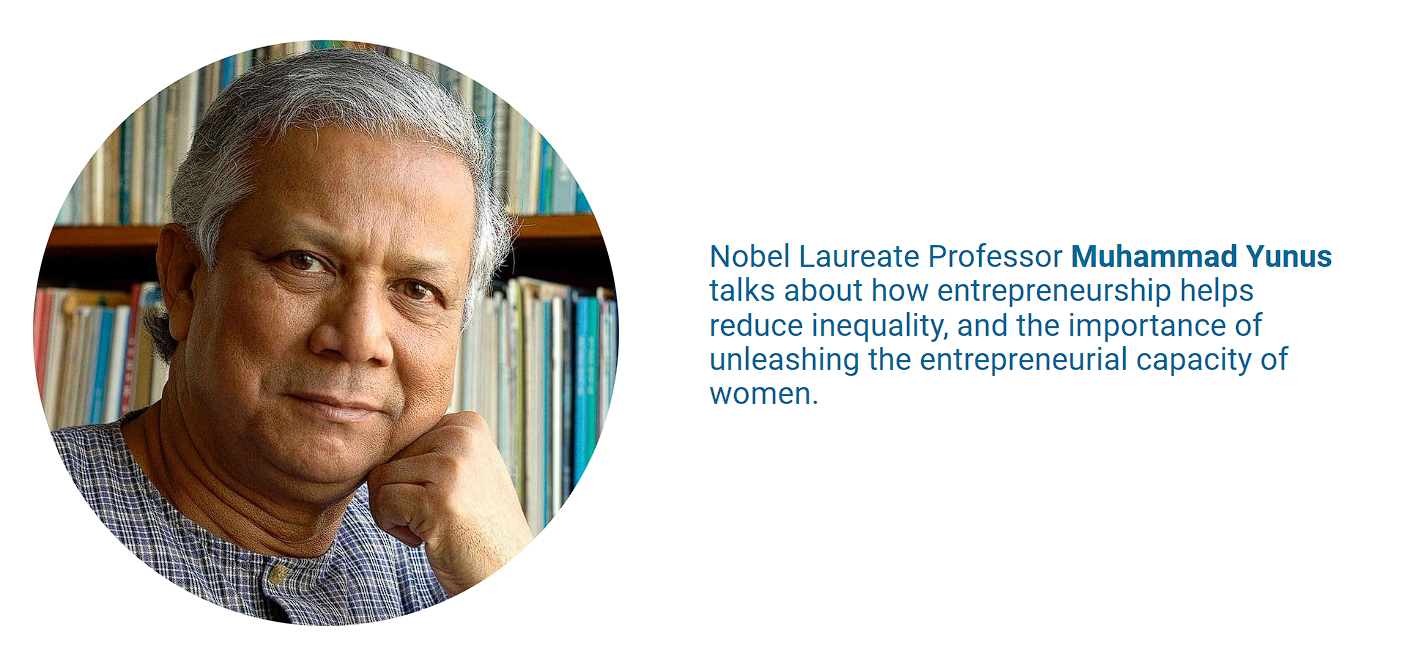 Nobel Laureate Professor Muhammad Yunus
talks about how entrepreneurship helps
reduce inequality, and the importance of
unleashing the entrepreneurial capacity of
women.